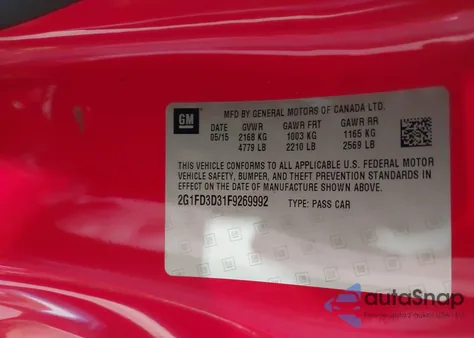 GM
MFD BY GENERAL MOTORS OF CANADA LTD.
DATE GVWR GAWR FRT GAWR RR
05/15 2168 KG 1003 KG 1165 KG
4779 LB 2210 LB 2569 LB
THIS VEHICLE CONFORMS TO ALL APPLICABLE U.S. FEDERAL MOTOR
VEHICLE SAFETY, BUMPER, AND THEFT PREVENTION STANDARDS IN
EFFECT ON THE DATE OF MANUFACTURE SHOWN ABOVE.
2G1FD3D31F9269992 TYPE: PASS CAR
autoSnap